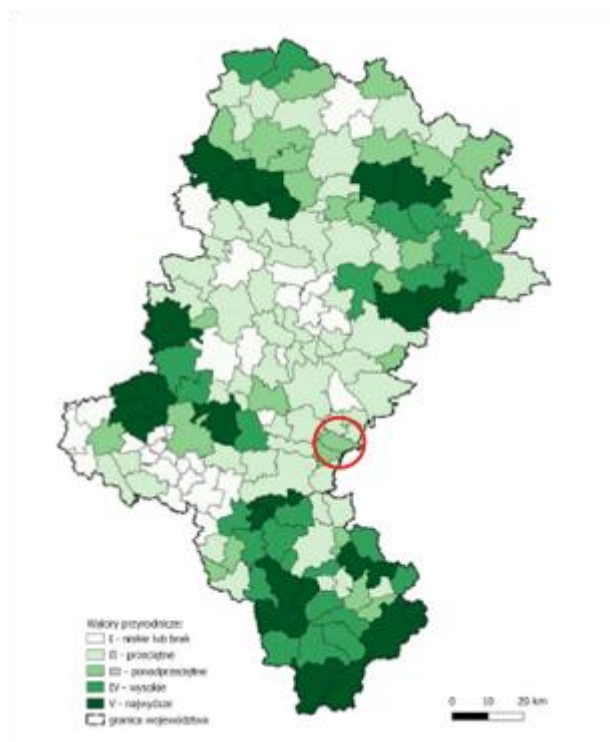 Walory przyrodnicze:
I - niskie lub brak
II - przeciętne
III - ponadprzeciętne
IV - wysokie
V - najwyższe
granica województwa
0 10 20 km